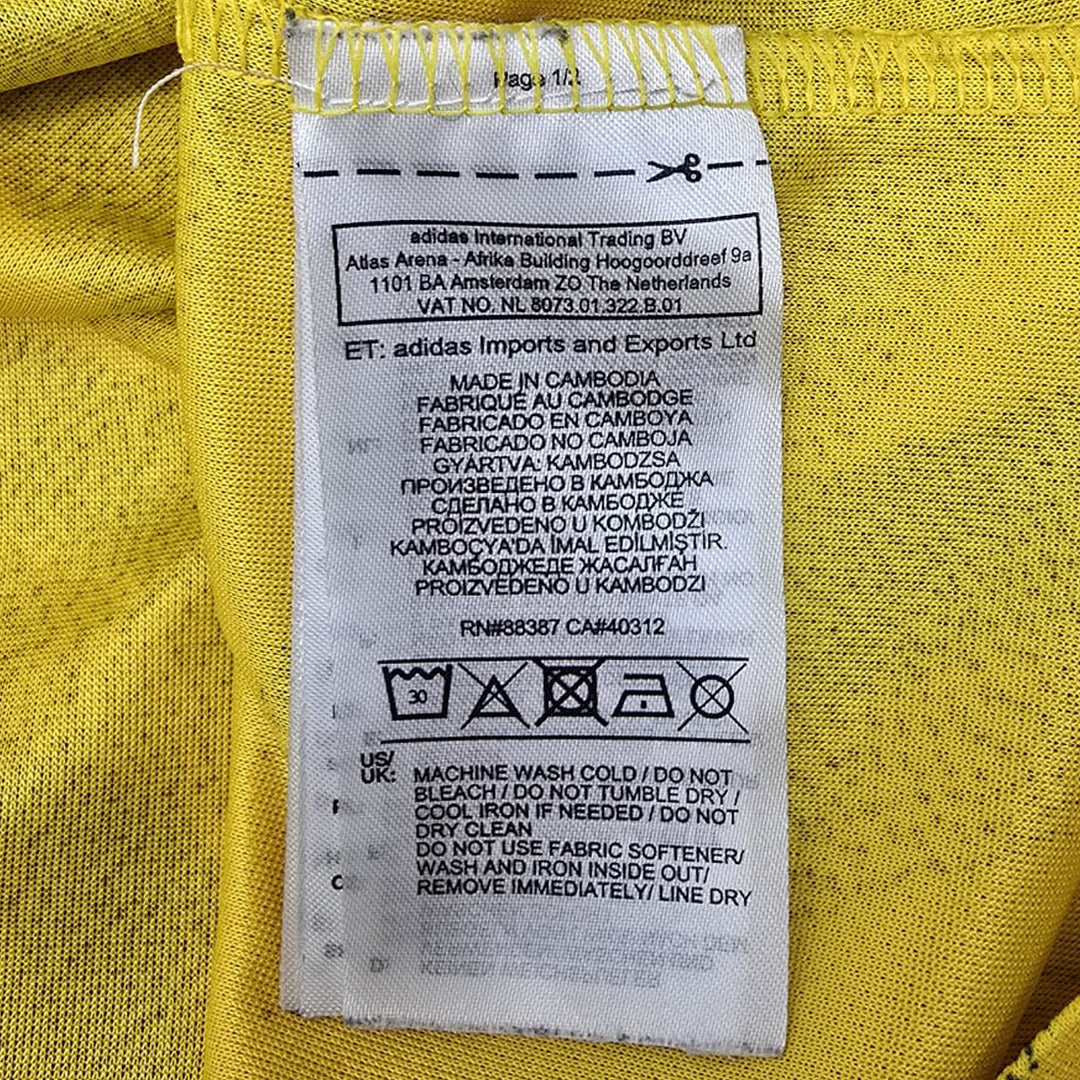 Page 1/2
adidas International Trading BV
Atlas Arena - Afrika Building Hoogoorddreef 9a
1101 BA Amsterdam ZO The Netherlands
VAT NO. NL 8073.01.322.B.01
ET: adidas Imports and Exports Ltd
MADE IN CAMBODIA
FABRIQUÉ AU CAMBODGE
FABRICADO EN CAMBOYA
FABRICADO NO CAMBOJA
GYÁRTVA: KAMBODZSA
ПРОИЗВЕДЕНО В КАМБОДЖА
СДЕЛАНО В КАМБОДЖЕ
PROIZVEDENO U KOMBODŽI
KAMBOÇYA'DA İMAL EDİLMİŞTİR.
КАМБОДЖЕДЕ ЖАСАЛҒАН
PROIZVEDENO U KAMBODŽI
RN#88387 CA#40312
30
US/
UK: MACHINE WASH COLD / DO NOT
BLEACH / DO NOT TUMBLE DRY /
COOL IRON IF NEEDED / DO NOT
DRY CLEAN
DO NOT USE FABRIC SOFTENER/
WASH AND IRON INSIDE OUT/
REMOVE IMMEDIATELY/ LINE DRY